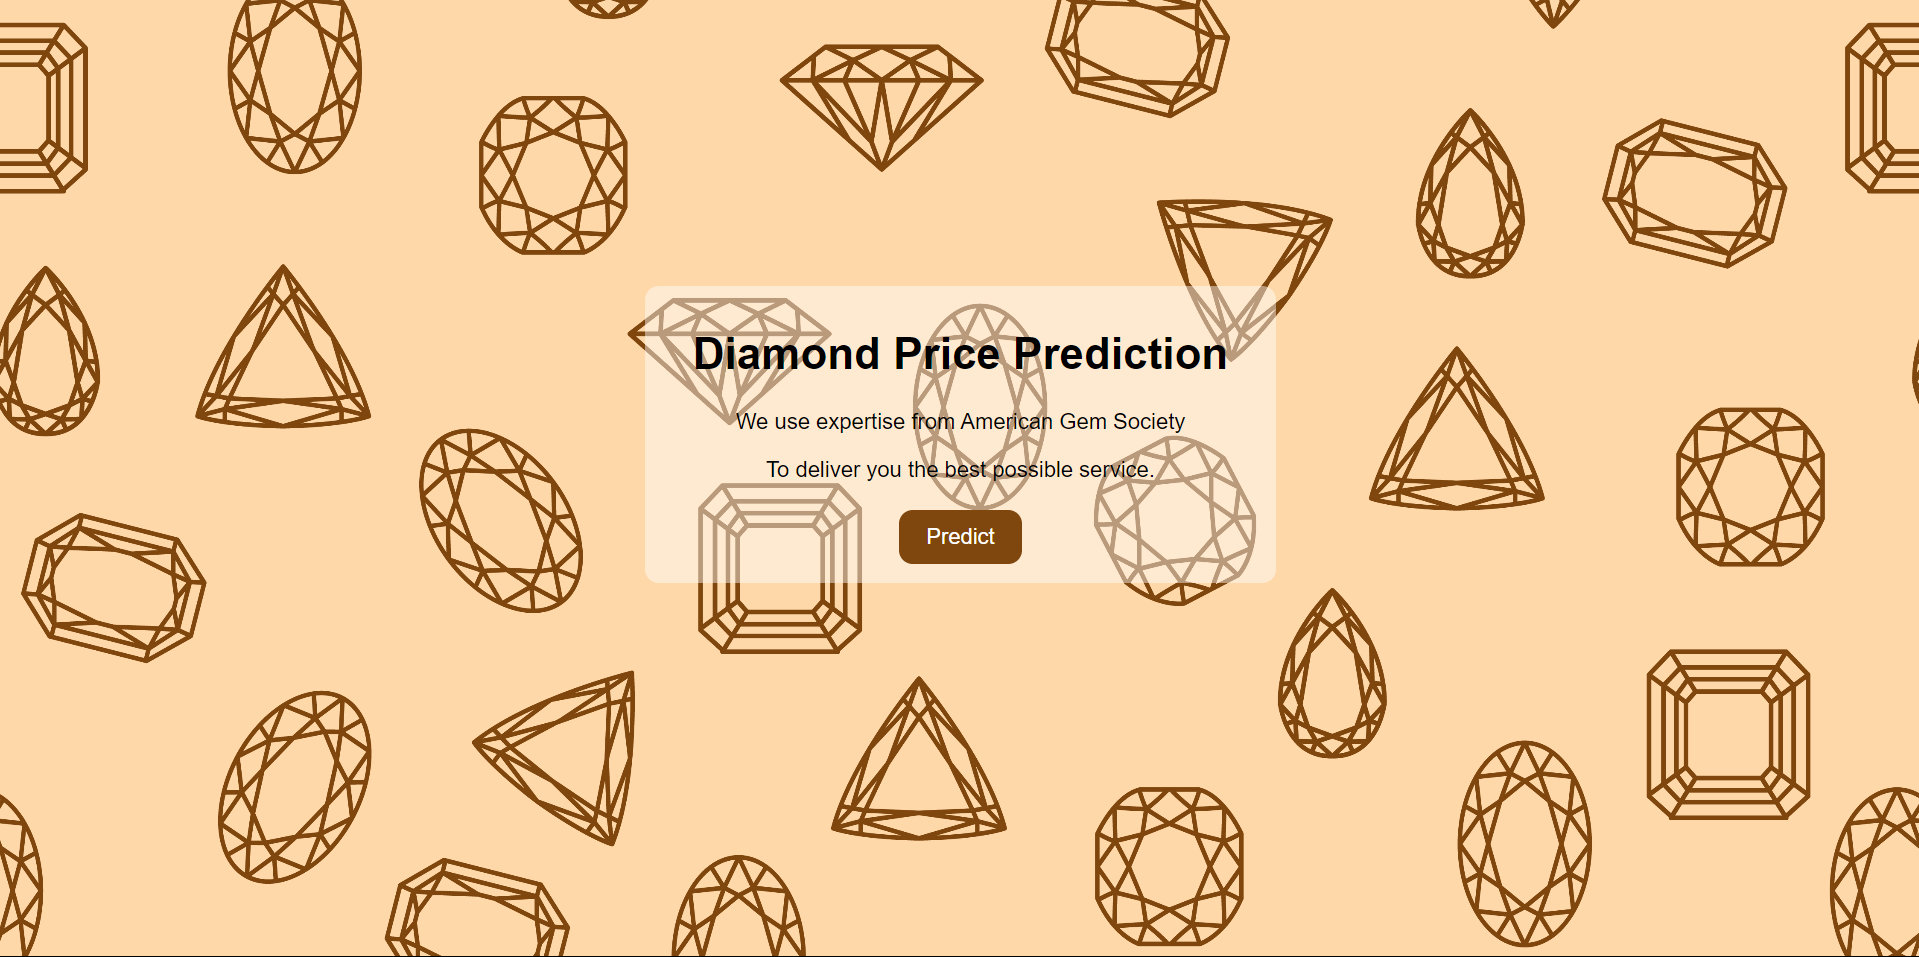 Diamond Price Prediction
We use expertise from American Gem Society
To deliver you the best possible service.
Predict